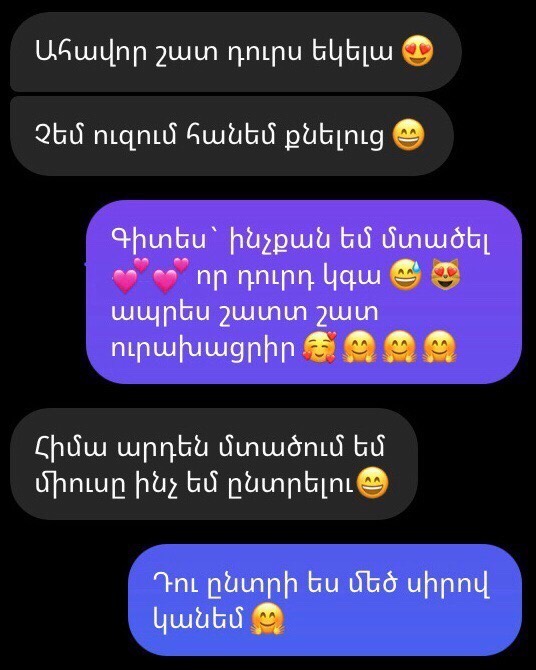 Ահավոր շատ դուրս եկելա 😍
Չեմ ուզում հանեմ քնելուց 😄
Գիտես` ինչքան եմ մտածել
💕 💕 որ դուրդ կգա 😅 😻
ապրես շատտ շատ
ուրախացրիր 🥰 🤗 🤗 🤗
Հիմա արդեն մտածում եմ
միուսը ինչ եմ ընտրելու😄
Դու ընտրի ես մեծ սիրով
կանեմ 🤗